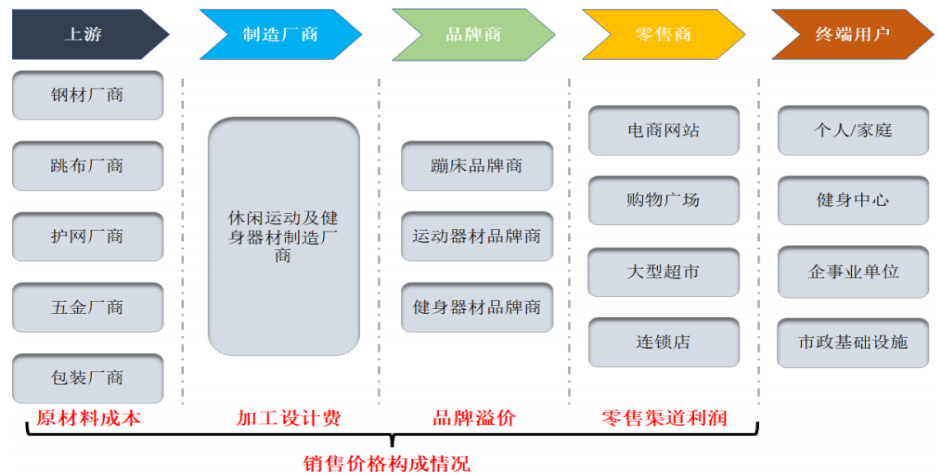 上游
制造厂商
品牌商
零售商
终端用户
钢材厂商
跳布厂商
护网厂商
五金厂商
包装厂商
休闲运动及健
身器材制造厂
商
蹦床品牌商
运动器材品牌商
健身器材品牌商
电商网站
购物广场
大型超市
连锁店
个人/家庭
健身中心
企事业单位
市政基础设施
原材料成本
加工设计费
品牌溢价
零售渠道利润
销售价格构成情况